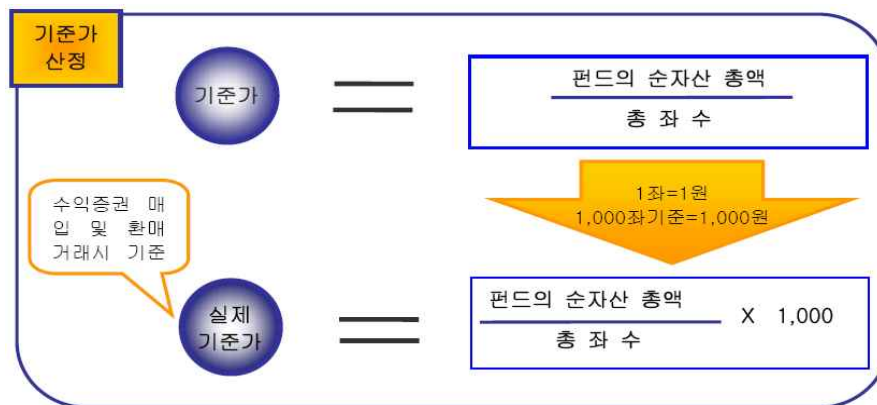 기준가
산정
기준가
펀드의 순자산 총액
총 좌 수
1좌=1원
1,000좌기준=1,000원
수익증권 매
입 및 환매
거래시 기준
실제
기준가
펀드의 순자산 총액
총 좌 수
X 1,000